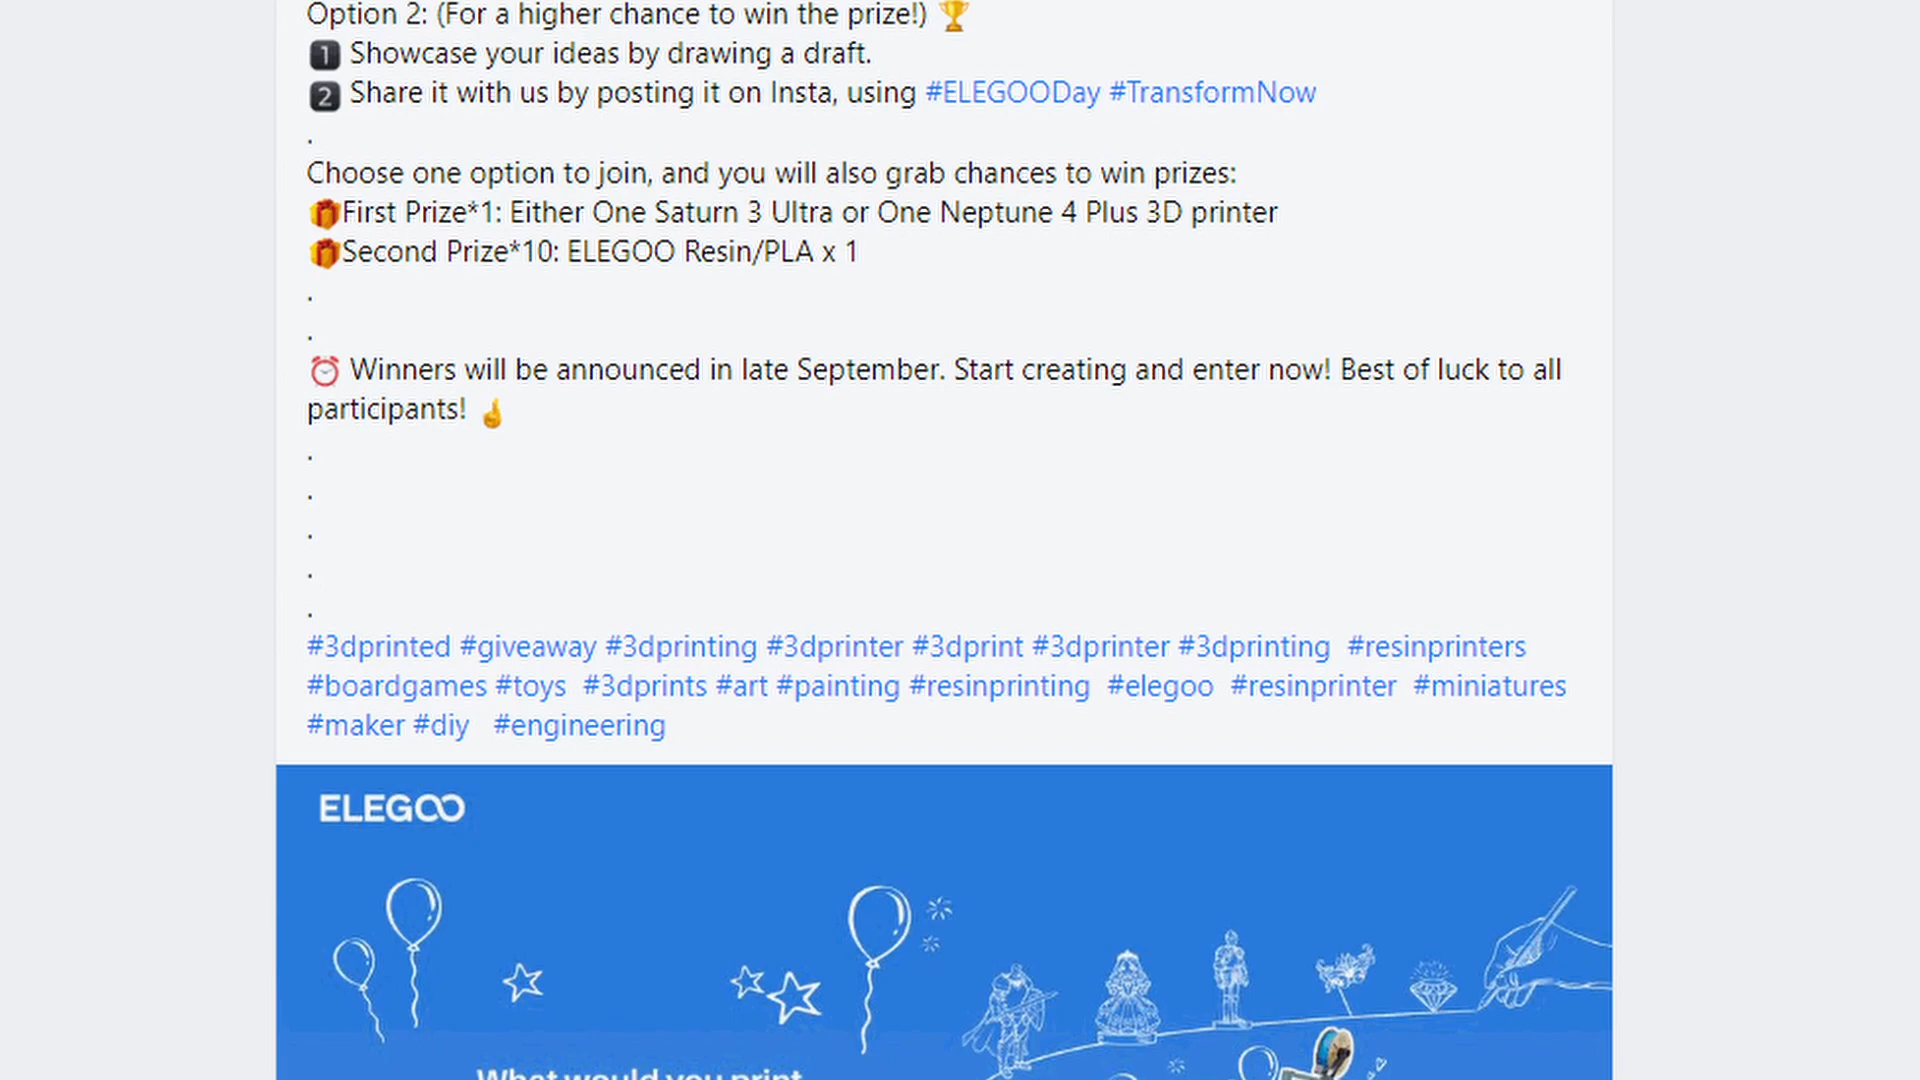 Option 2: (For a higher chance to win the prize!) 🏆
1️⃣ Showcase your ideas by drawing a draft.
2️⃣ Share it with us by posting it on Insta, using #ELEGOODay #TransformNow
.
Choose one option to join, and you will also grab chances to win prizes:
🎁First Prize*1: Either One Saturn 3 Ultra or One Neptune 4 Plus 3D printer
🎁Second Prize*10: ELEGOO Resin/PLA x 1
.
.
⏰ Winners will be announced in late September. Start creating and enter now! Best of luck to all
participants! 🤞
.
.
.
.
.
#3dprinted #giveaway #3dprinting #3dprinter #3dprint #3dprinter #3dprinting #resinprinters
#boardgames #toys #3dprints #art #painting #resinprinting #elegoo #resinprinter #miniatures
#maker #diy #engineering
ELEGOO
What would you print